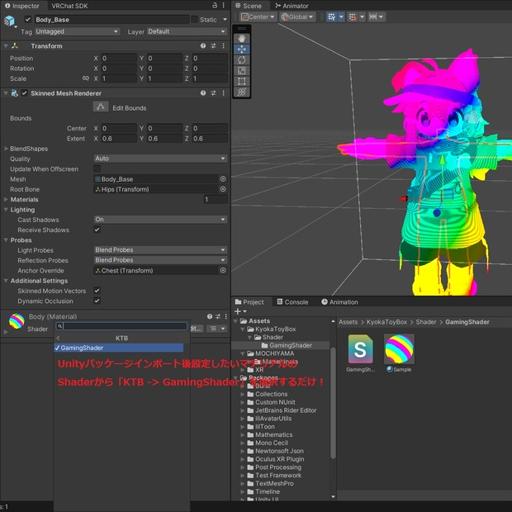 Inspector
VRChat SDK
Body_Base
Static
Tag
Untagged
Layer
Default
Transform
Position
X 0
Y 0
Z 0
Rotation
X 0
Y 0
Z 0
Scale
X 1
Y 1
Z 1
Skinned Mesh Renderer
Edit Bounds
Bounds
Center
X 0
Y 0
Z 0
Extent
X 0.6
Y 0.6
Z 0.6
BlendShapes
Quality
Auto
Update When Offscreen
Mesh
Body_Base
Root Bone
Hips (Transform)
Materials
1
Lighting
Cast Shadows
On
Receive Shadows
Probes
Light Probes
Blend Probes
Reflection Probes
Blend Probes
Anchor Override
Chest (Transform)
Additional Settings
Skinned Motion Vectors
Dynamic Occlusion
Body (Material)
Shader
KTB
GamingShader
Unityパッケージインポート後設定したい
Shaderから「KTB -> GamingShader」を選択するだけ！
Scene
Animator
Center
Global
Project
Console
Animation
Assets
KyokaToyBox
Shader
GamingShader
MOCHIYAMA
XR
Packages
Collections
Custom NUnit
JetBrains Rider Editor
lilAvatarUtils
lilToon
Mathematics
Mono Cecil
Newtonsoft Json
Oculus XR Plugin
Post Processing
Test Framework
TextMeshPro
Timeline
Unity UI
Assets > KyokaToyBox > Shader > GamingShader
GamingSh...
Sample